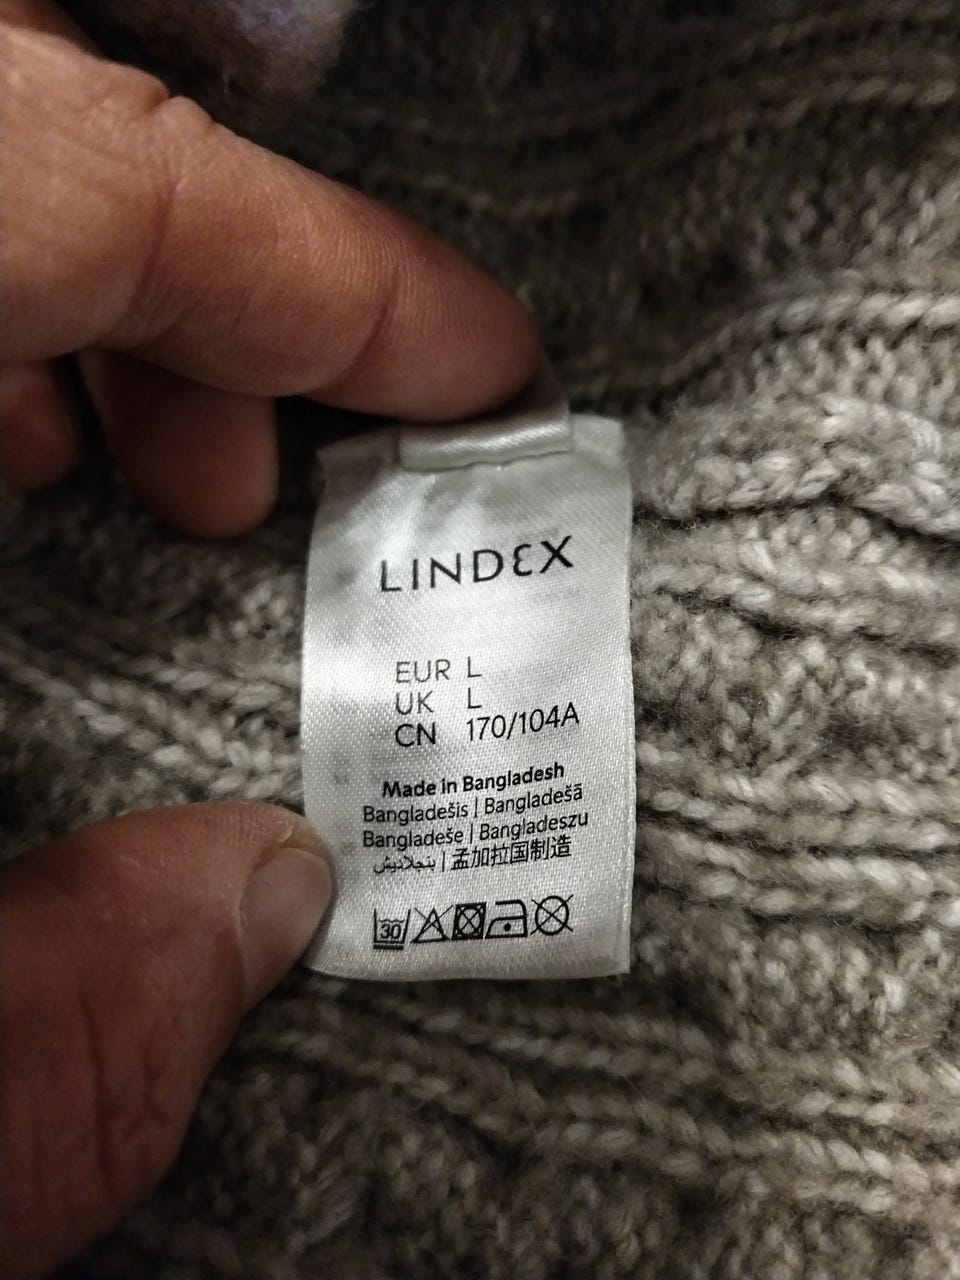 LINDEX
EUR L
UK L
CN 170/104A
Made in Bangladesh
Bangladešis | Bangladešā
Bangladeše | Bangladeszu
بنجلاديش | 孟加拉国制造
30